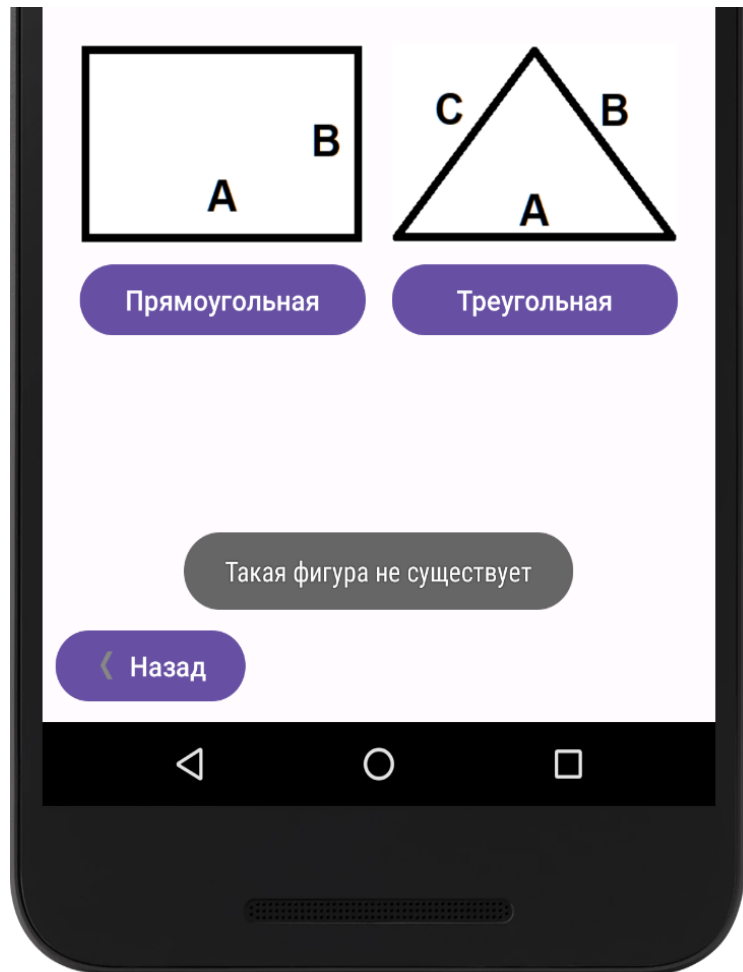 B
A
C
B
A
Прямоугольная
Треугольная
Такая фигура не существует
Назад